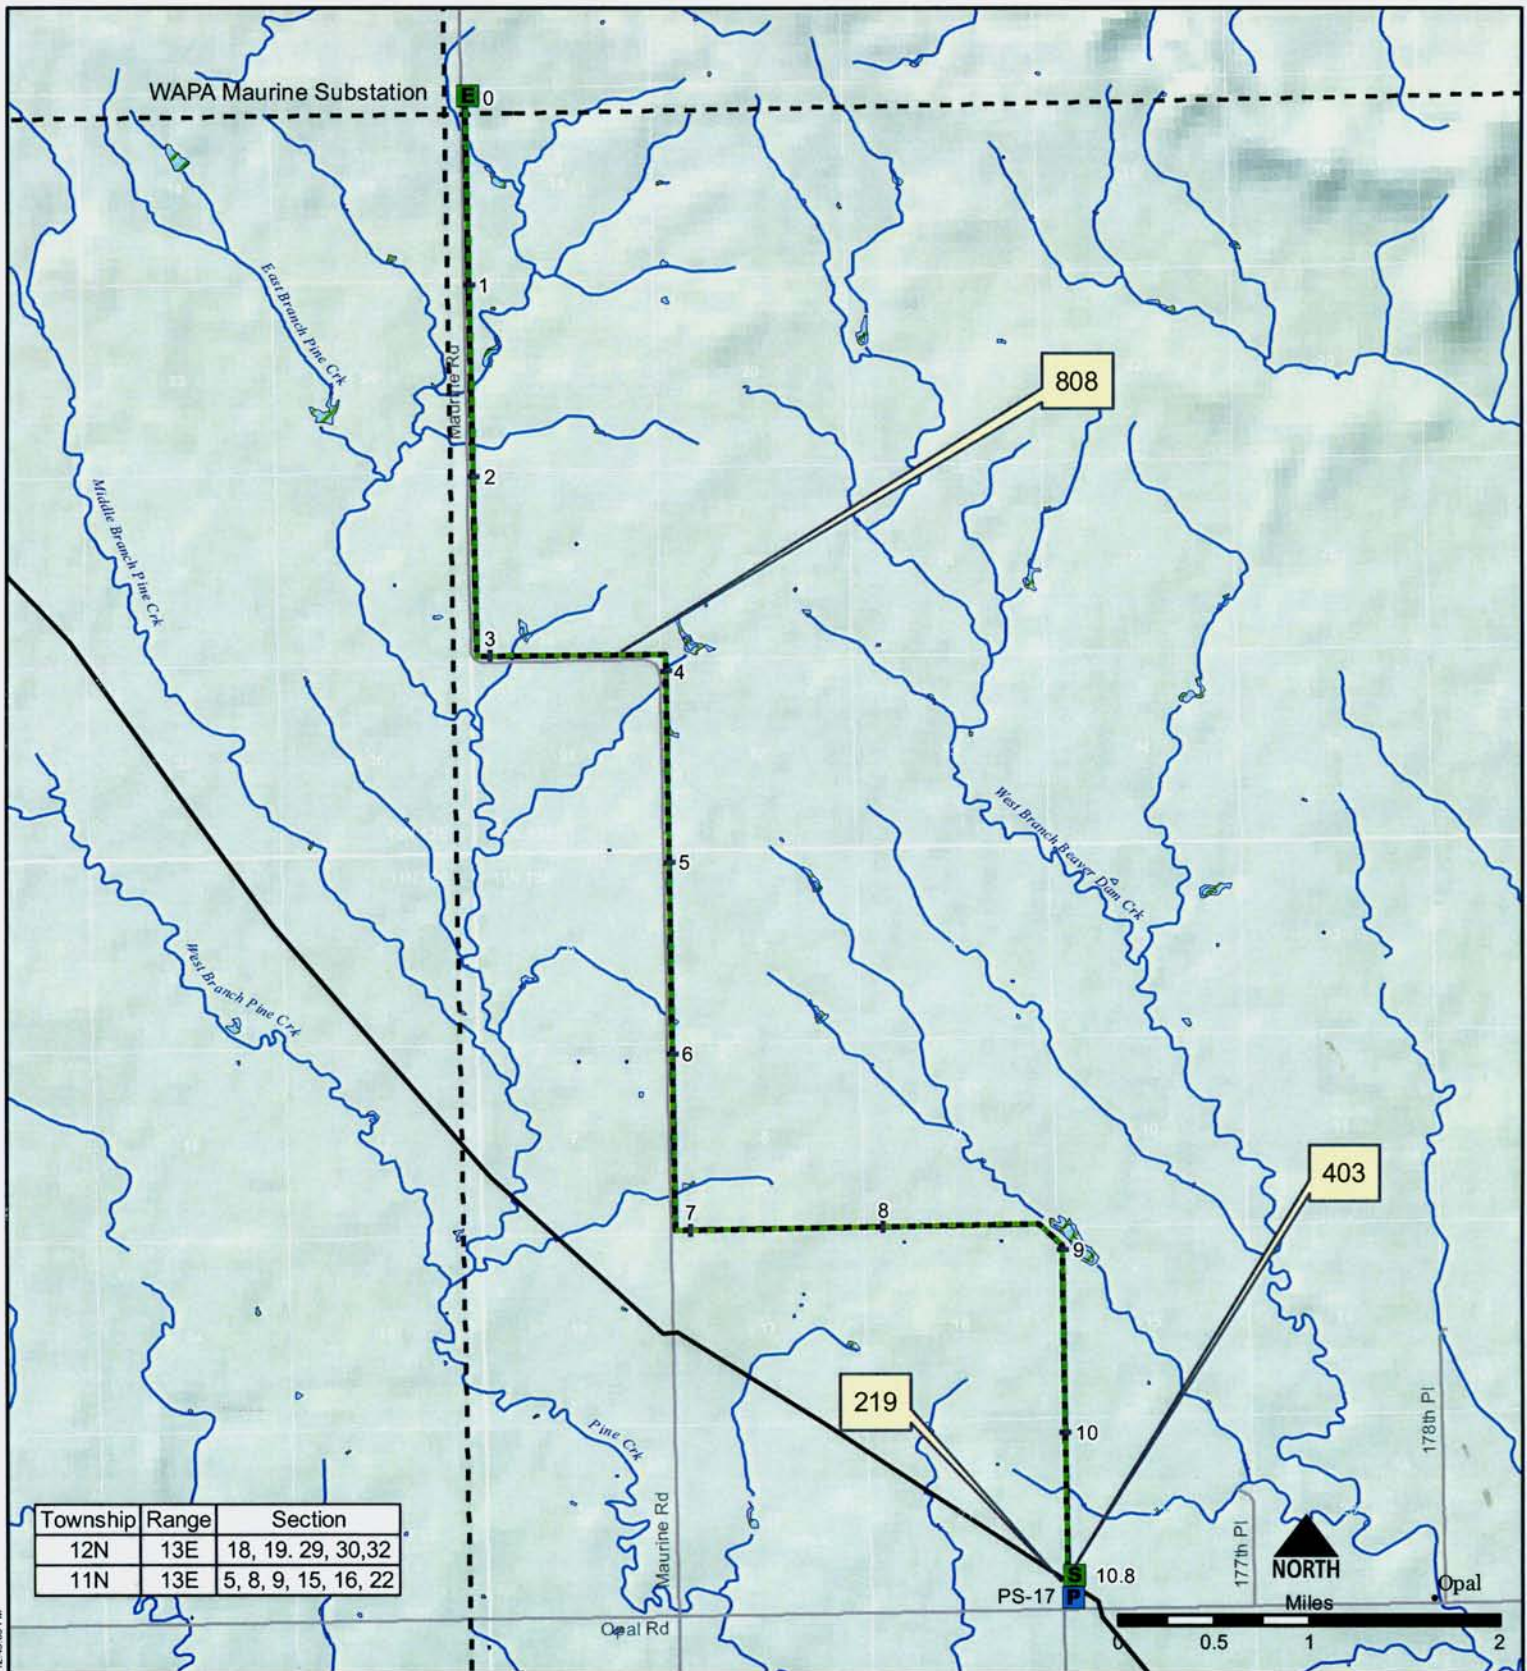 WAPA Maurine Substation
E 0
1
East Branch Pine Crk
Maurine Rd
808
2
Middle Branch Pine Crk
3
4
West Branch Beaver Dam Crk
5
West Branch Pine Crk
6
403
7
8
9
219
10
Pine Crk
178th Pl
Township Range Section
12N 13E 18, 19. 29, 30,32
11N 13E 5, 8, 9, 15, 16, 22
Maurine Rd
177th Pl
NORTH
S 10.8
PS-17 P
Opal
Miles
Opal Rd
0 0.5 1 2